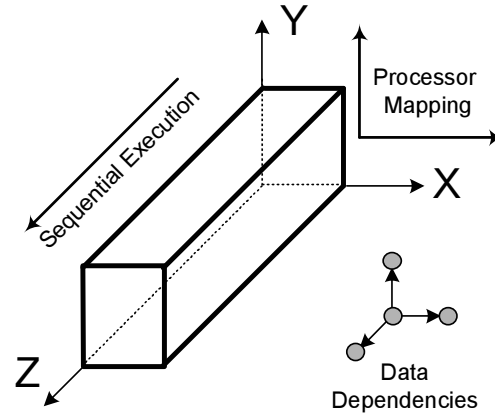 Y
Processor
Mapping
Sequential Execution
X
Z
Data
Dependencies